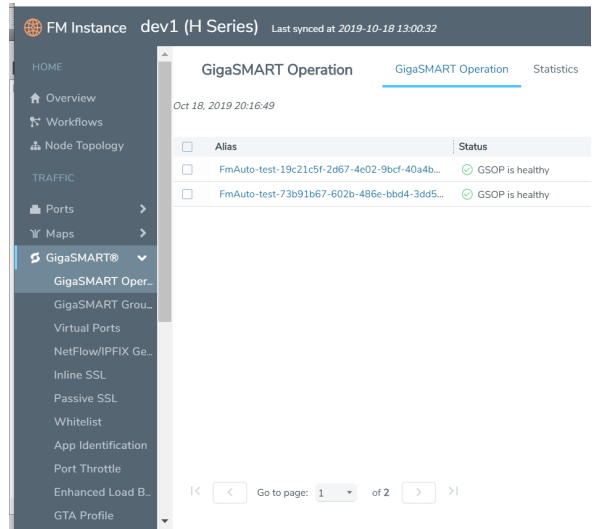 FM Instance dev1 (H Series) Last synced at 2019-10-18 13:00:32
HOME
Overview
Workflows
Node Topology
TRAFFIC
Ports
Maps
GigaSMART®
GigaSMART Oper..
GigaSMART Grou..
Virtual Ports
NetFlow/IPFIX Ge..
Inline SSL
Passive SSL
Whitelist
App Identification
Port Throttle
Enhanced Load B..
GTA Profile
GigaSMART Operation GigaSMART Operation Statistics
Oct 18, 2019 20:16:49
Alias Status
FmAuto-test-19c21c5f-2d67-4e02-9bcf-40a4b... GSOP is healthy
FmAuto-test-73b91b67-602b-486e-bbd4-3dd5... GSOP is healthy
Go to page: 1 of 2